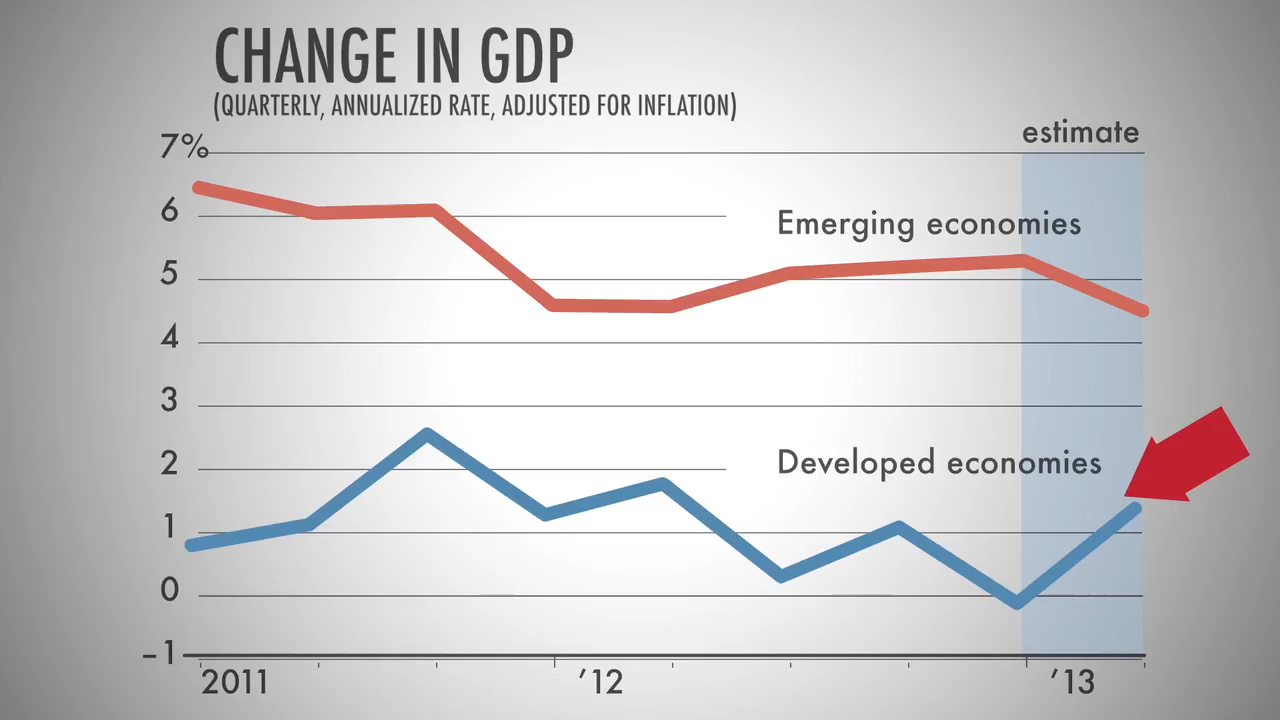 CHANGE IN GDP
(QUARTERLY, ANNUALIZED RATE, ADJUSTED FOR INFLATION)
estimate
7%
6
Emerging economies
5
4
3
2
Developed economies
1
0
–1
2011 ’12 ’13